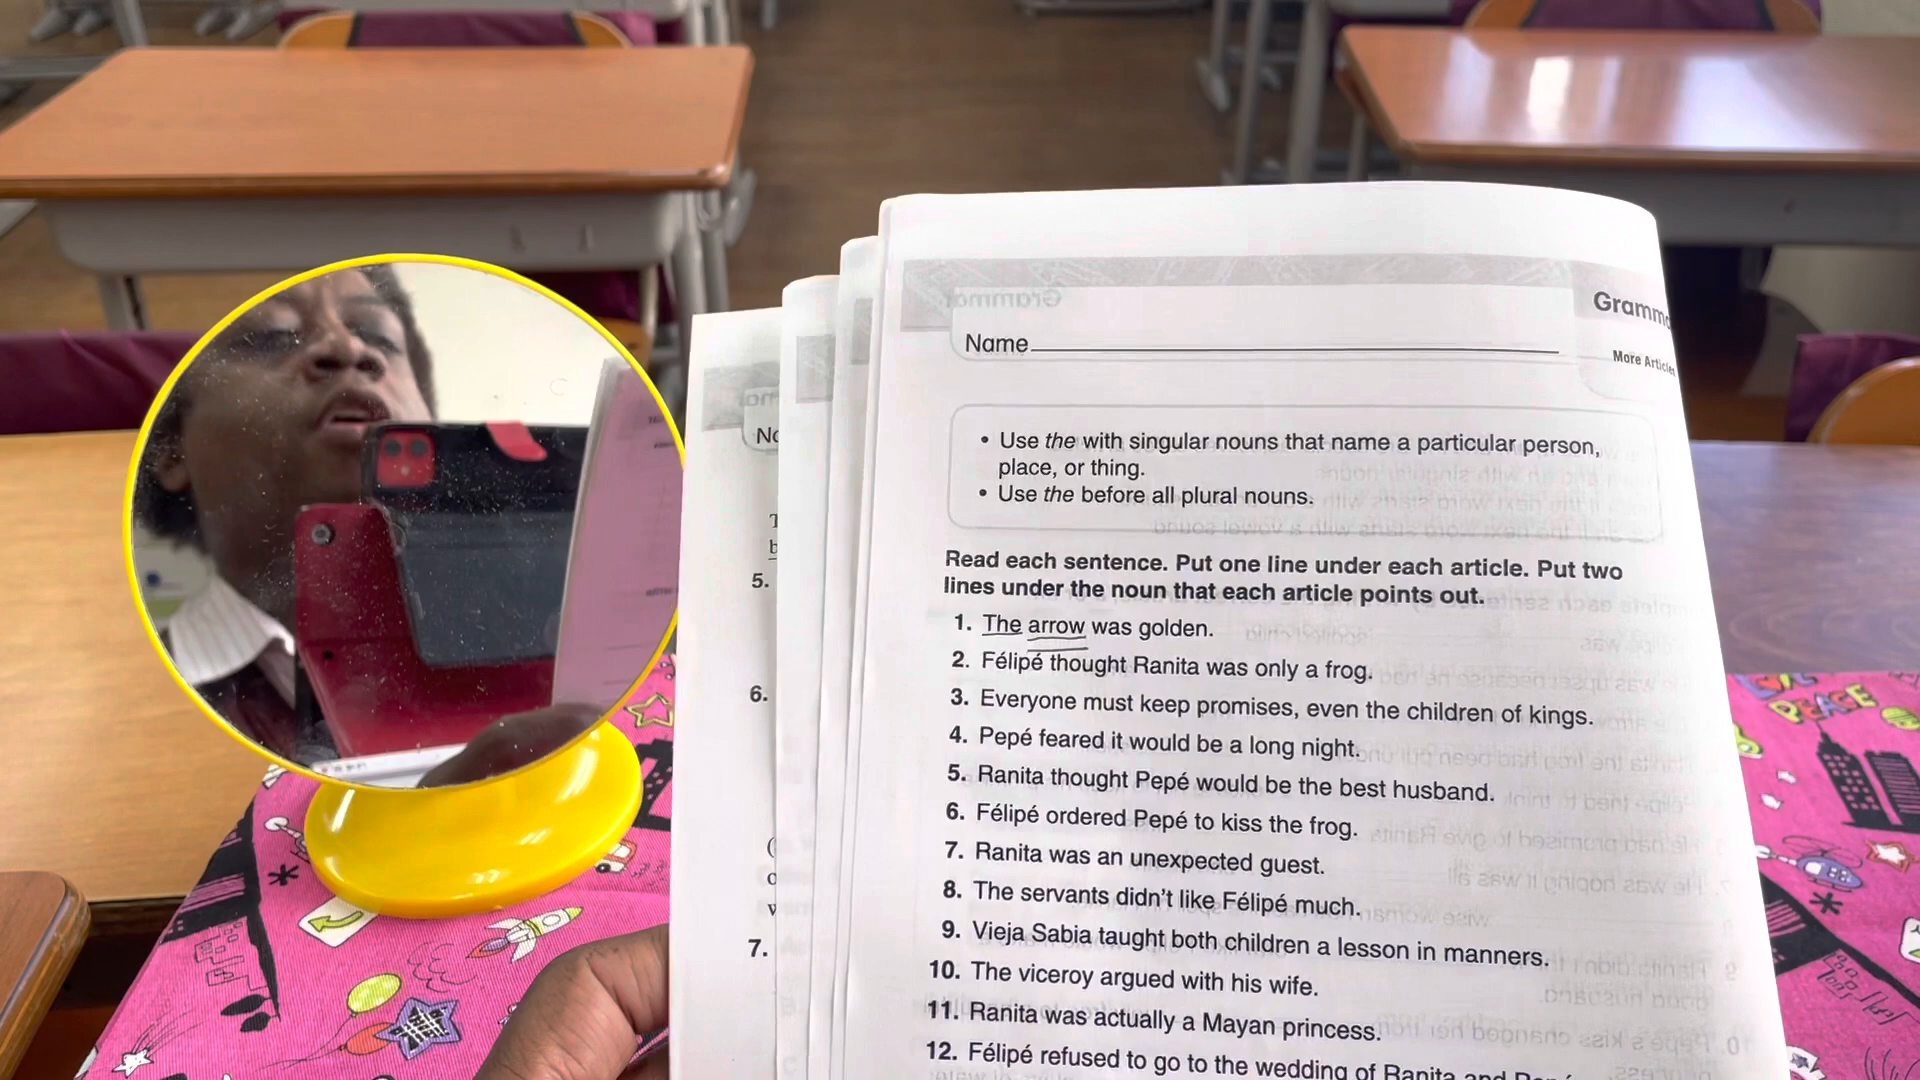 Grammar
Name
More Articles
• Use the with singular nouns that name a particular person,
place, or thing.
• Use the before all plural nouns.
Read each sentence. Put one line under each article. Put two
lines under the noun that each article points out.
1. The arrow was golden.
2. Félipé thought Ranita was only a frog.
3. Everyone must keep promises, even the children of kings.
4. Pepé feared it would be a long night.
5. Ranita thought Pepé would be the best husband.
6. Félipé ordered Pepé to kiss the frog.
7. Ranita was an unexpected guest.
8. The servants didn't like Félipé much.
9. Vieja Sabia taught both children a lesson in manners.
10. The viceroy argued with his wife.
11. Ranita was actually a Mayan princess.
12. Félipé refused to go to the wedding of Ranita and
5.
6.
7.
PEACE